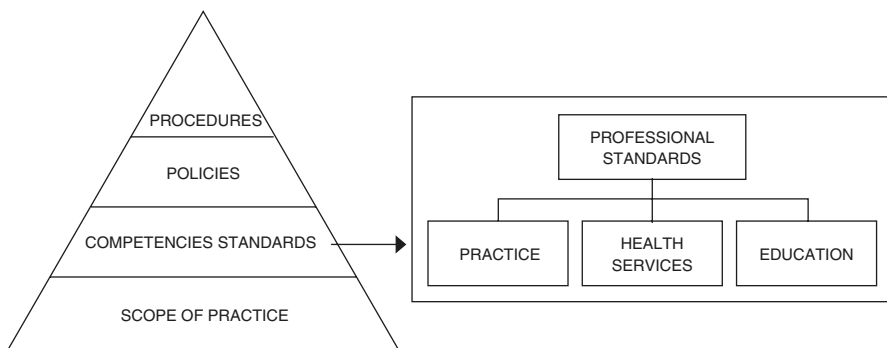 PROCEDURES
POLICIES
COMPETENCIES STANDARDS
SCOPE OF PRACTICE
PROFESSIONAL
STANDARDS
PRACTICE
HEALTH
SERVICES
EDUCATION